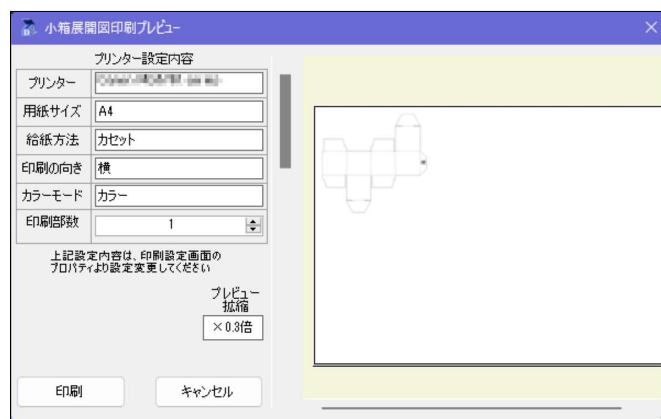 小箱展開図印刷プレビュー
プリンター設定内容
プリンター
用紙サイズ A4
給紙方法 カセット
印刷の向き 横
カラーモード カラー
印刷部数 1
上記設定内容は、印刷設定画面の
プロパティより設定変更してください
プレビュー
拡縮
×0.3倍
印刷 キャンセル